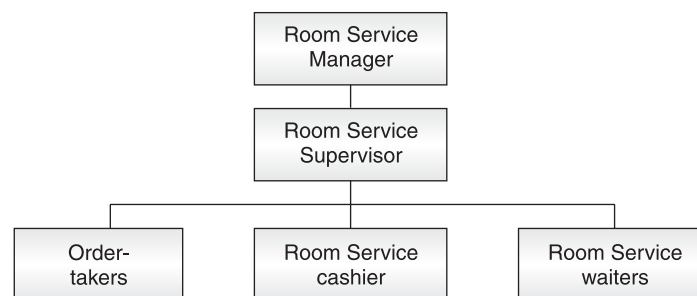 Room Service
Manager
Room Service
Supervisor
Order-
takers
Room Service
cashier
Room Service
waiters